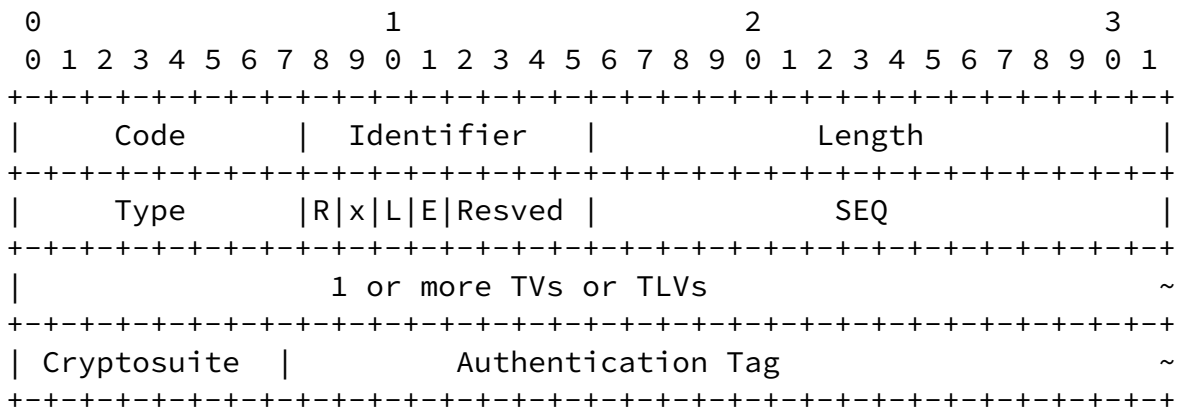 0                   1                   2                   3
 0 1 2 3 4 5 6 7 8 9 0 1 2 3 4 5 6 7 8 9 0 1 2 3 4 5 6 7 8 9 0 1
+-+-+-+-+-+-+-+-+-+-+-+-+-+-+-+-+-+-+-+-+-+-+-+-+-+-+-+-+-+-+-+-+
|     Code      |  Identifier   |            Length             |
+-+-+-+-+-+-+-+-+-+-+-+-+-+-+-+-+-+-+-+-+-+-+-+-+-+-+-+-+-+-+-+-+
|     Type      |R|x|L|E|Resved |             SEQ               |
+-+-+-+-+-+-+-+-+-+-+-+-+-+-+-+-+-+-+-+-+-+-+-+-+-+-+-+-+-+-+-+-+
|                 1 or more TVs or TLVs                         ~
+-+-+-+-+-+-+-+-+-+-+-+-+-+-+-+-+-+-+-+-+-+-+-+-+-+-+-+-+-+-+-+-+
| Cryptosuite  |         Authentication Tag                     ~
+-+-+-+-+-+-+-+-+-+-+-+-+-+-+-+-+-+-+-+-+-+-+-+-+-+-+-+-+-+-+-+-+